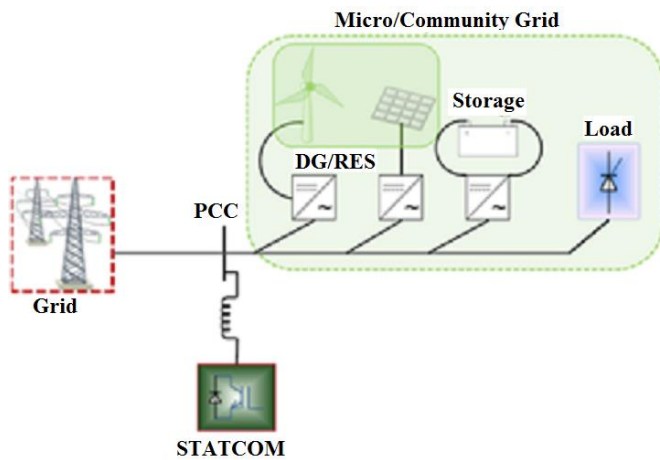 Micro/Community Grid
Storage
Load
DG/RES
PCC
Grid
STATCOM